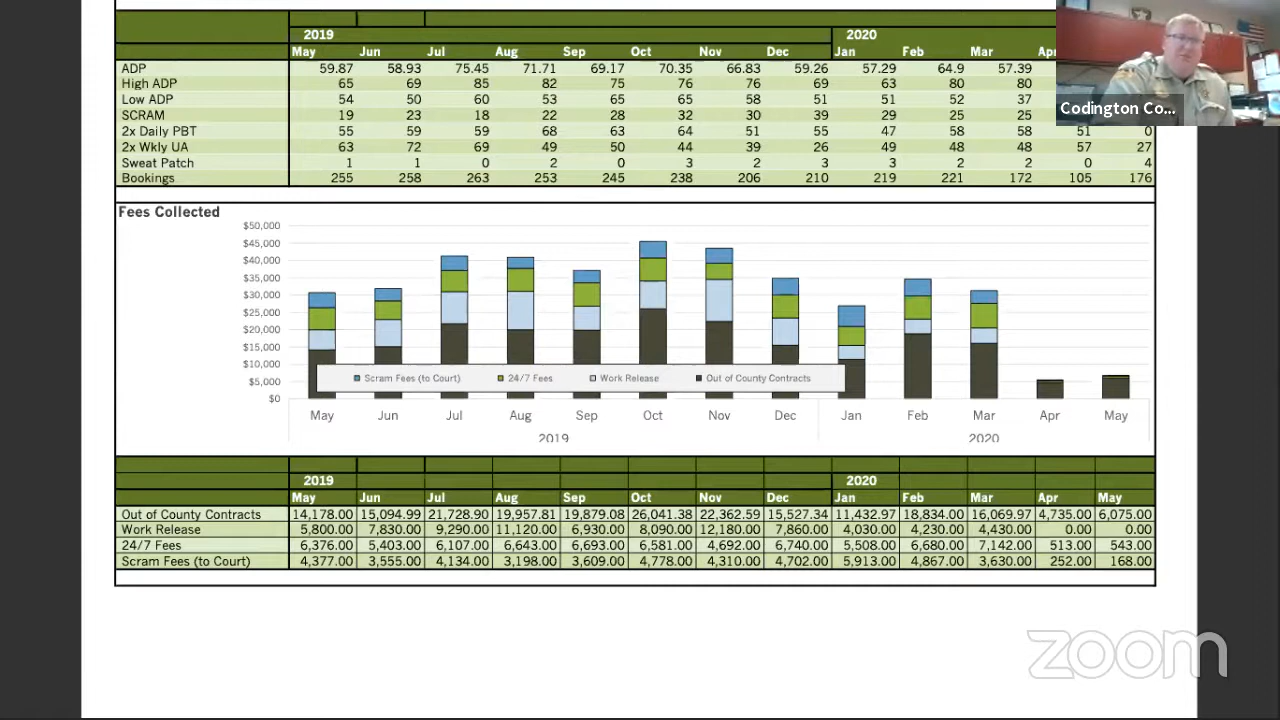 2019 2020
May Jun Jul Aug Sep Oct Nov Dec Jan Feb Mar
ADP 59.87 58.93 75.45 71.71 69.17 70.35 66.83 59.26 57.29 64.9 57.39
High ADP 65 69 85 82 75 76 76 69 63 80 80
Low ADP 54 50 60 53 65 65 58 51 51 52 37
Codington Co...
SCRAM 19 23 18 22 28 32 30 39 29 25 25
2x Daily PBT 55 59 59 68 63 64 51 55 47 58 58 51 0
2x Wkly UA 63 72 69 49 50 44 39 26 49 48 48 57 27
Sweat Patch 1 1 0 2 0 3 2 3 3 2 2 0 4
Bookings 255 258 263 253 245 238 206 210 219 221 172 105 176
Fees Collected
$50,000
$45,000
$40,000
$35,000
$30,000
$25,000
$20,000
$15,000
$10,000
$5,000
$0
Scram Fees (to Court) 24/7 Fees Work Release Out of County Contracts
May Jun Jul Aug Sep Oct Nov Dec Jan Feb Mar Apr May
2019 2020
2019 2020
May Jun Jul Aug Sep Oct Nov Dec Jan Feb Mar Apr May
Out of County Contracts 14,178.00 15,094.99 21,728.90 19,957.81 19,879.08 26,041.38 22,362.59 15,527.34 11,432.97 18,834.00 16,069.97 4,735.00 6,075.00
Work Release 5,800.00 7,830.00 9,290.00 11,120.00 6,930.00 8,090.00 12,180.00 7,860.00 4,030.00 4,230.00 4,430.00 0.00 0.00
24/7 Fees 6,376.00 5,403.00 6,107.00 6,643.00 6,693.00 6,581.00 4,692.00 6,740.00 5,508.00 6,680.00 7,142.00 513.00 543.00
Scram Fees (to Court) 4,377.00 3,555.00 4,134.00 3,198.00 3,609.00 4,778.00 4,310.00 4,702.00 5,913.00 4,867.00 3,630.00 252.00 168.00
zoom